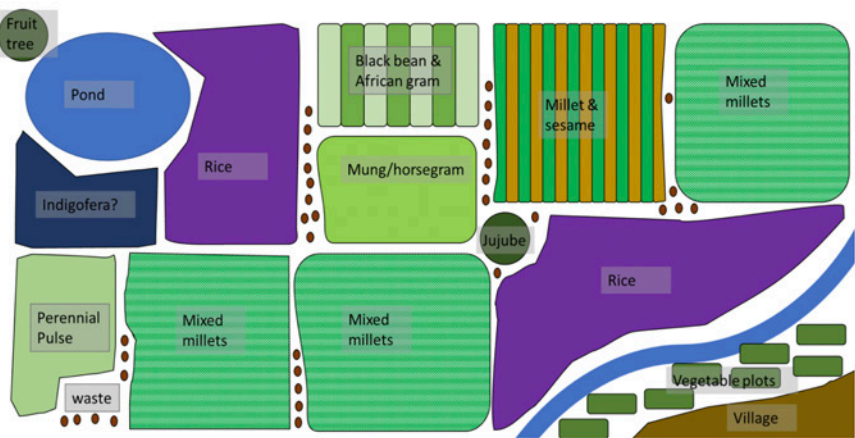 Fruit
tree
Pond
Black bean &
African gram
Millet &
sesame
Mixed
millets
Indigofera?
Rice
Mung/horsegram
Jujube
Rice
Perennial
Pulse
Mixed
millets
Mixed
millets
waste
Vegetable plots
Village